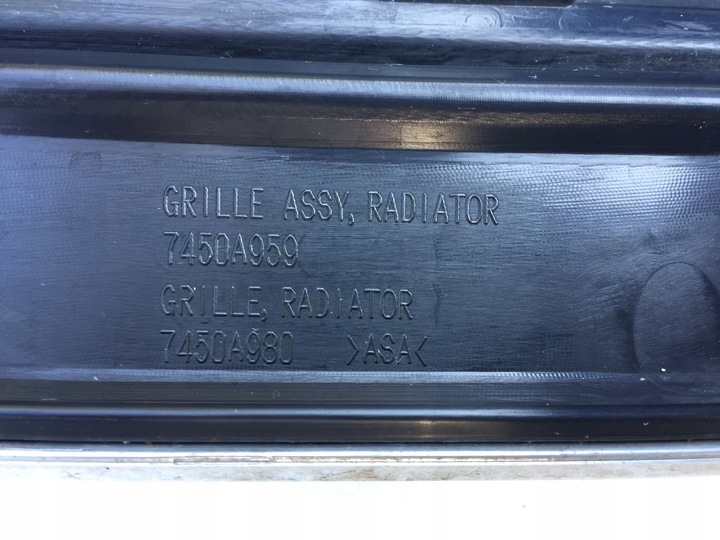 GRILLE ASSY, RADIATOR
7450A959
GRILLE, RADIATOR
7450A980 >ASA<